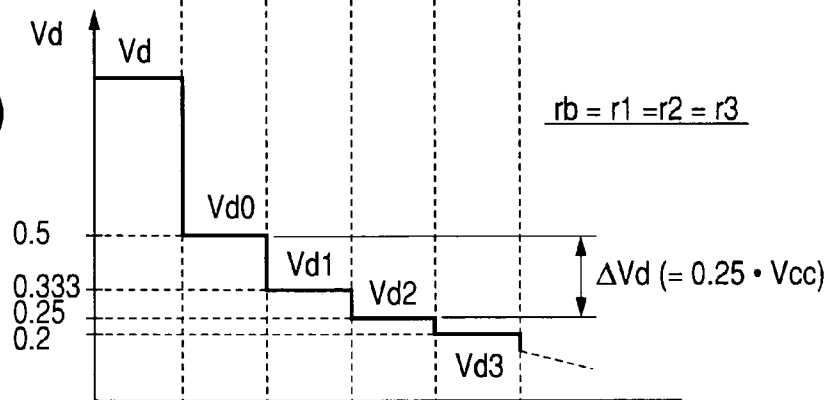 Vd
Vd
rb = r1 =r2 = r3
Vd0
0.5
Vd1
ΔVd (= 0.25 • Vcc)
0.333
Vd2
0.25
0.2
Vd3